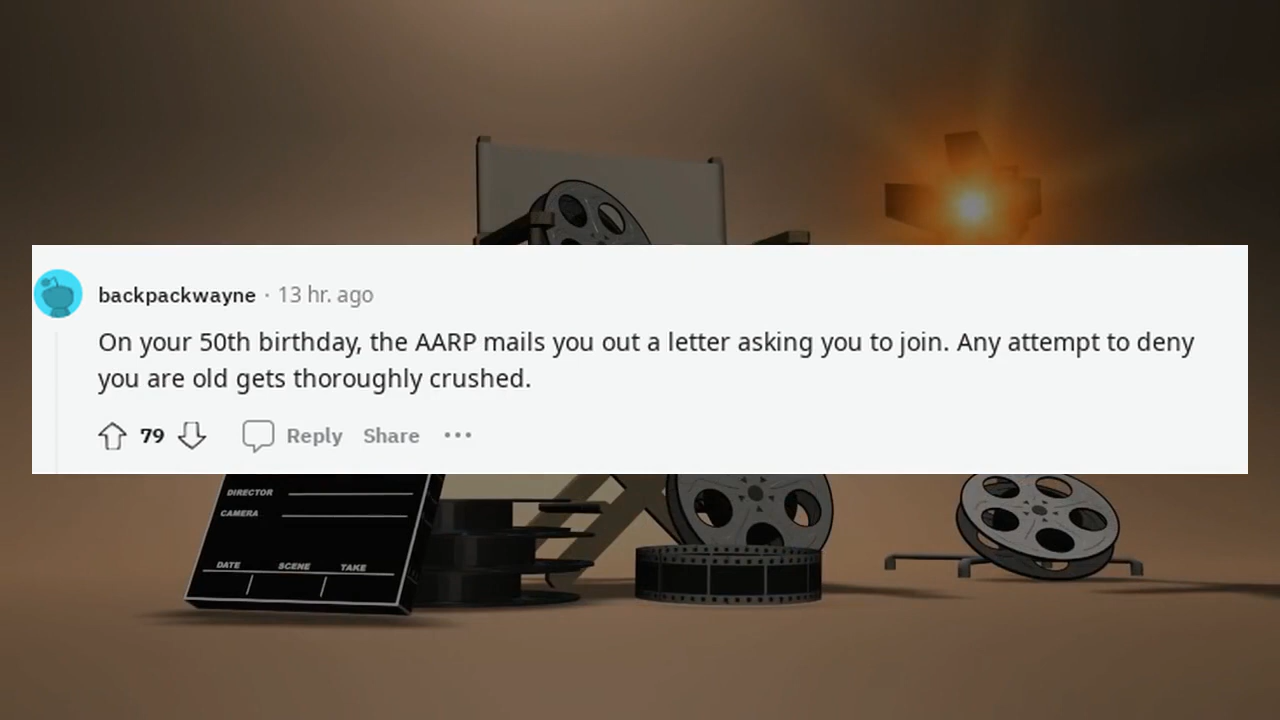 backpackwayne · 13 hr. ago
On your 50th birthday, the AARP mails you out a letter asking you to join. Any attempt to deny
you are old gets thoroughly crushed.
79 Reply Share •••
DIRECTOR
CAMERA
DATE SCENE TAKE